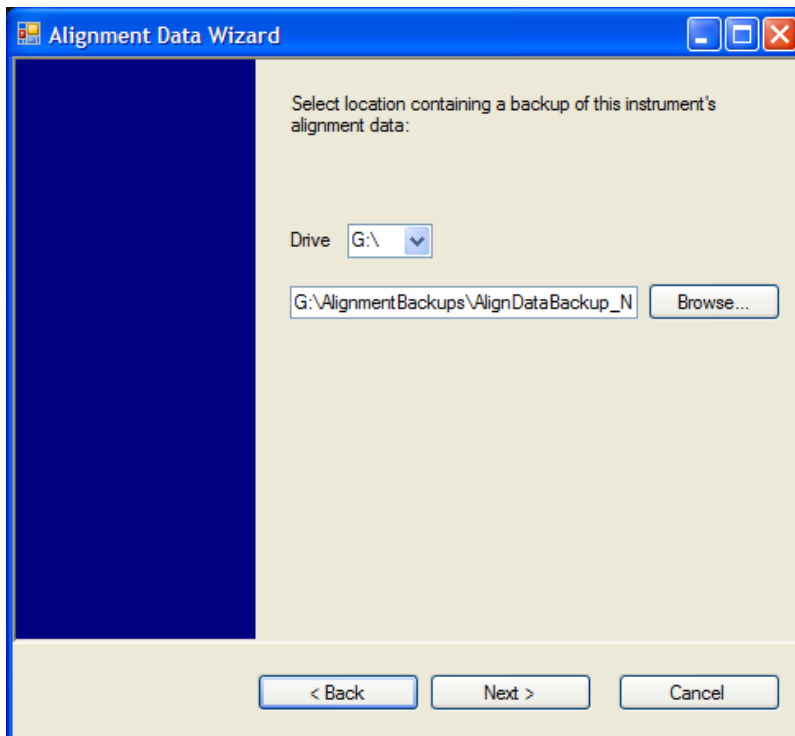 Alignment Data Wizard
Select location containing a backup of this instrument's
alignment data:
Drive G:\
G:\AlignmentBackups\AlignDataBackup_N Browse...
< Back Next > Cancel